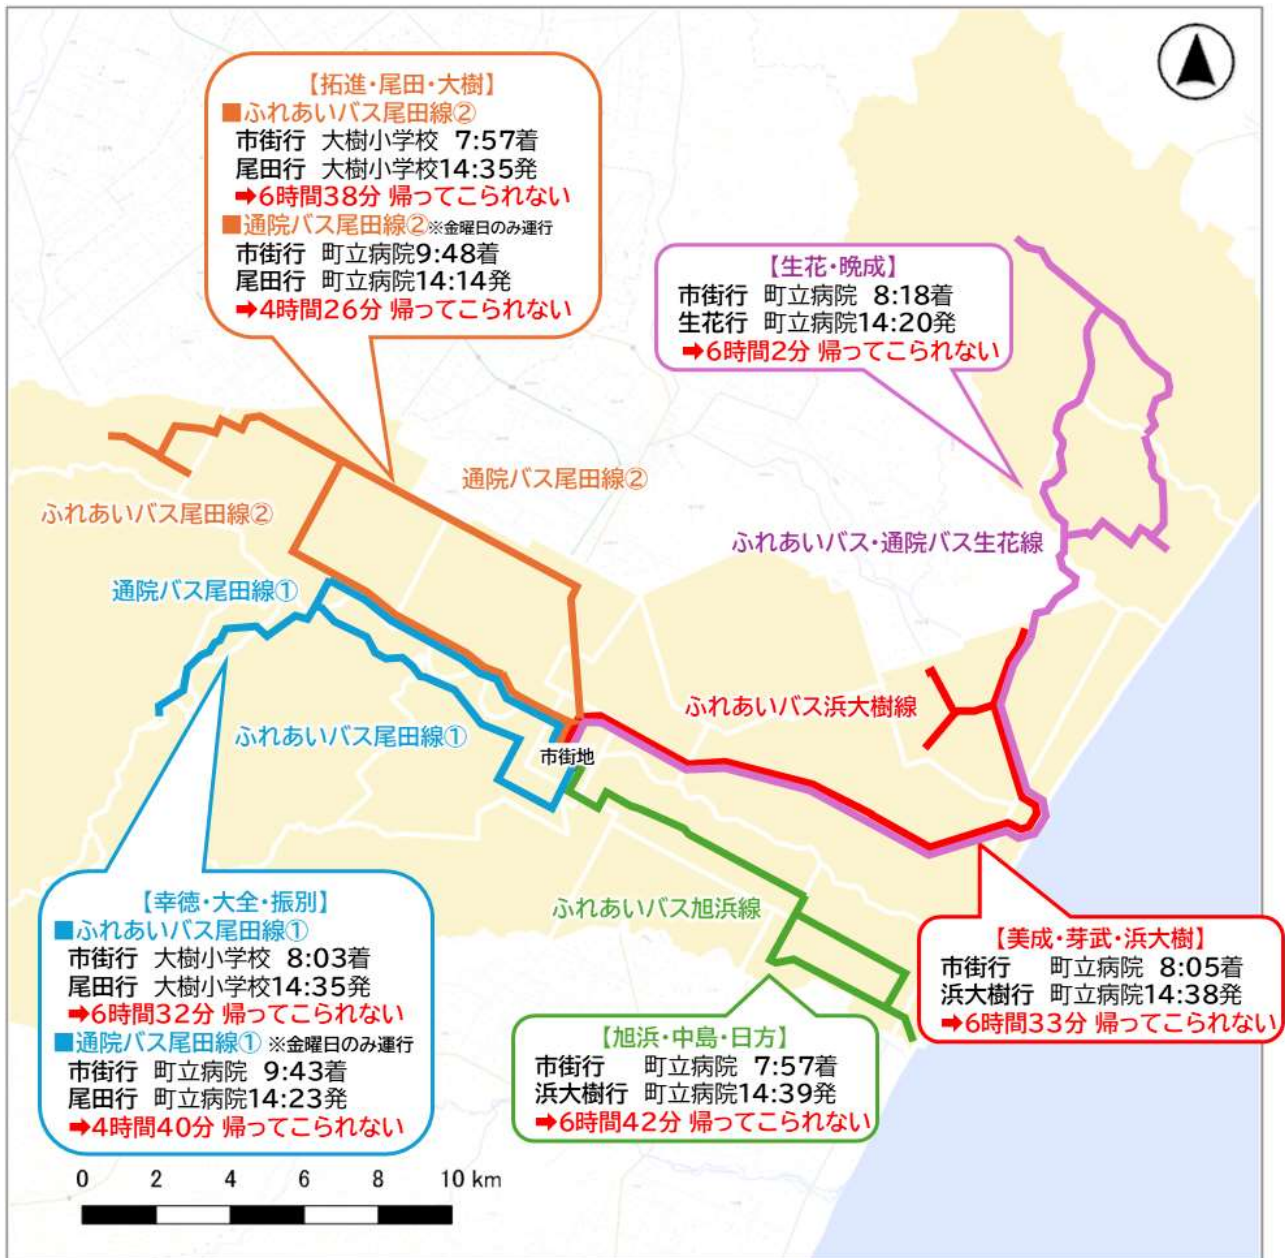 【拓進・尾田・大樹】
■ふれあいバス尾田線②
市街行 大樹小学校 7:57着
尾田行 大樹小学校14:35発
➡6時間38分 帰ってこられない
■通院バス尾田線②※金曜日のみ運行
市街行 町立病院9:48着
尾田行 町立病院14:14発
➡4時間26分 帰ってこられない
【生花・晩成】
市街行 町立病院 8:18着
生花行 町立病院14:20発
➡6時間2分 帰ってこられない
通院バス尾田線②
ふれあいバス尾田線②
ふれあいバス・通院バス生花線
通院バス尾田線①
ふれあいバス浜大樹線
ふれあいバス尾田線①
市街地
ふれあいバス旭浜線
【幸徳・大全・振別】
■ふれあいバス尾田線①
市街行 大樹小学校 8:03着
尾田行 大樹小学校14:35発
➡6時間32分 帰ってこられない
■通院バス尾田線① ※金曜日のみ運行
市街行 町立病院 9:43着
尾田行 町立病院14:23発
➡4時間40分 帰ってこられない
【美成・芽武・浜大樹】
市街行 町立病院 8:05着
浜大樹行 町立病院14:38発
➡6時間33分 帰ってこられない
【旭浜・中島・日方】
市街行 町立病院 7:57着
浜大樹行 町立病院14:39発
➡6時間42分 帰ってこられない
0 2 4 6 8 10 km